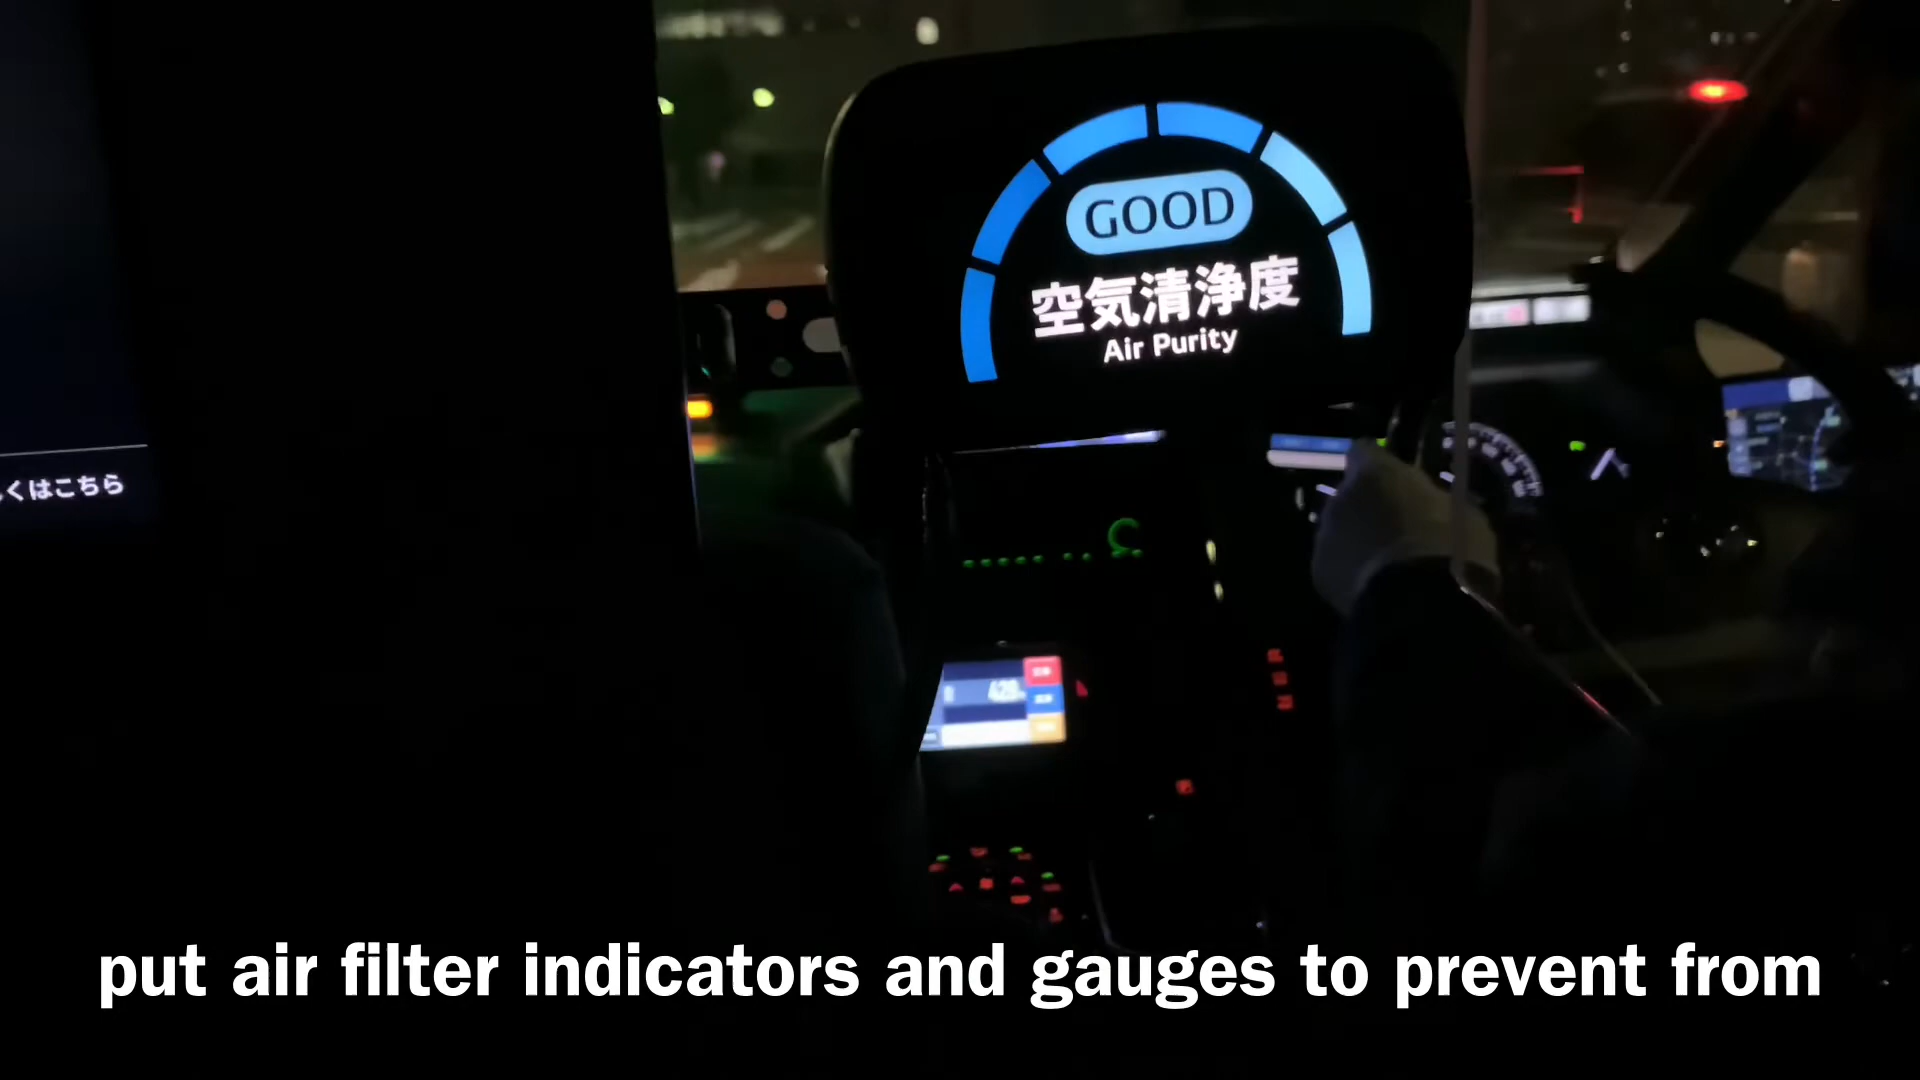 GOOD
空気清浄度
Air Purity
くはこちら
420
put air filter indicators and gauges to prevent from